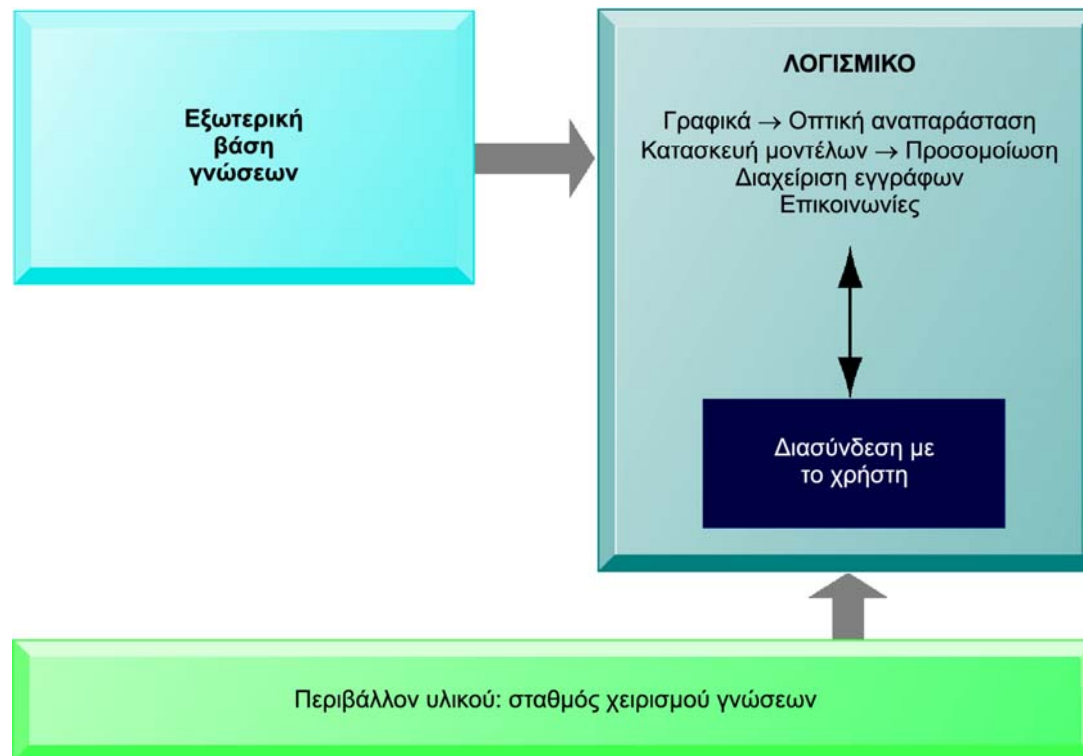 Εξωτερική
βάση
γνώσεων
ΛΟΓΙΣΜΙΚΟ
Γραφικά → Οπτική αναπαράσταση
Κατασκευή μοντέλων → Προσομοίωση
Διαχείριση εγγράφων
Επικοινωνίες
Διασύνδεση με
το χρήστη
Περιβάλλον υλικού: σταθμός χειρισμού γνώσεων